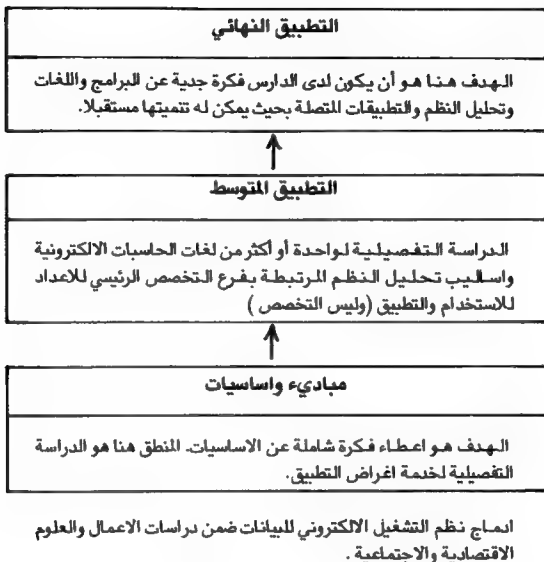 التطبيق النهائي
الهدف هنا هو أن يكون لدى الدارس فكرة جدية عن البرامج واللغات
وتحليل النظم والتطبيقات المتصلة بحيث يمكن له تنميتها مستقبلا.
التطبيق المتوسط
الدراسة التفصيلية لواحدة أو أكثر من لغات الحاسبات الالكترونية
واساليب تحليل النظم المرتبطة بفرع التخصص الرئيسي للاعداد
للاستخدام والتطبيق (وليس التخصص )
مباديء واساسيات
الهدف هو اعطاء فكرة شاملة عن الاساسيات. المنطق هنا هو الدراسة
التفصيلية لخدمة اغراض التطبيق.
ادماج نظم التشغيل الالكتروني للبيانات ضمن دراسات الاعمال والعلوم
الاقتصادية والاجتماعية .